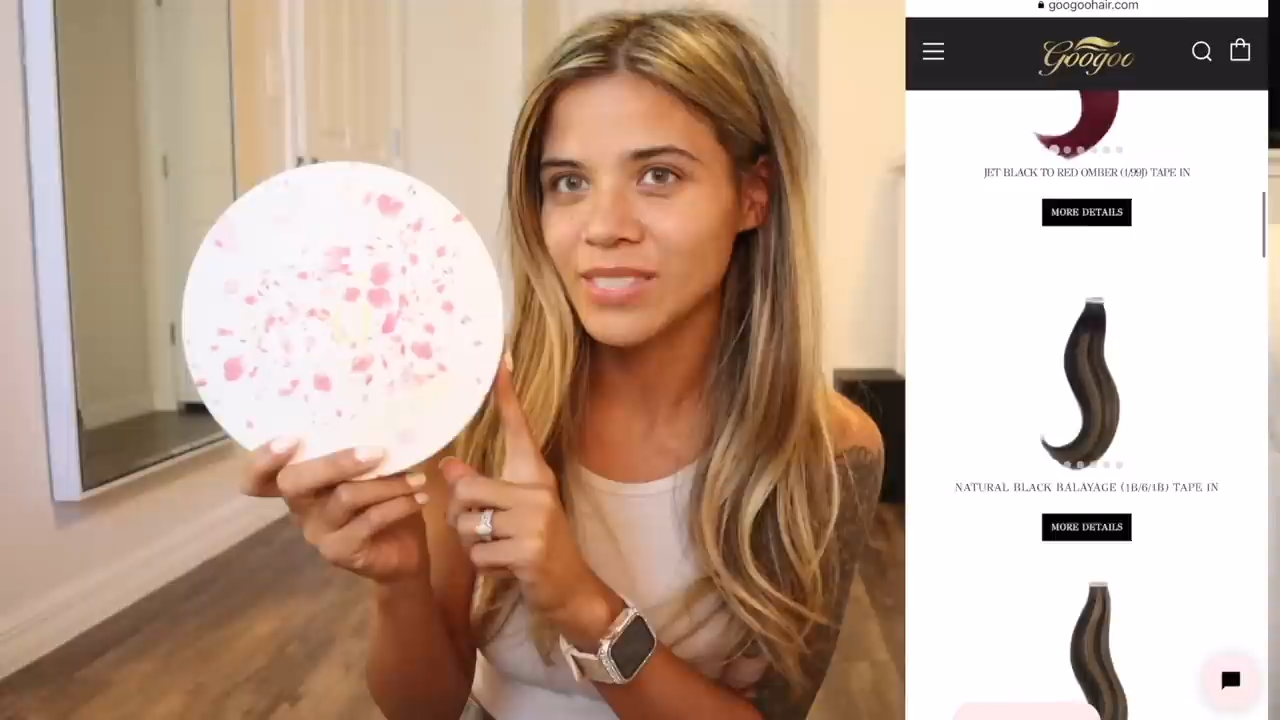 googoohair.com
Googoo
JET BLACK TO RED OMBER (1/99J) TAPE IN
MORE DETAILS
NATURAL BLACK BALAYAGE (1B/6/1B) TAPE IN
MORE DETAILS